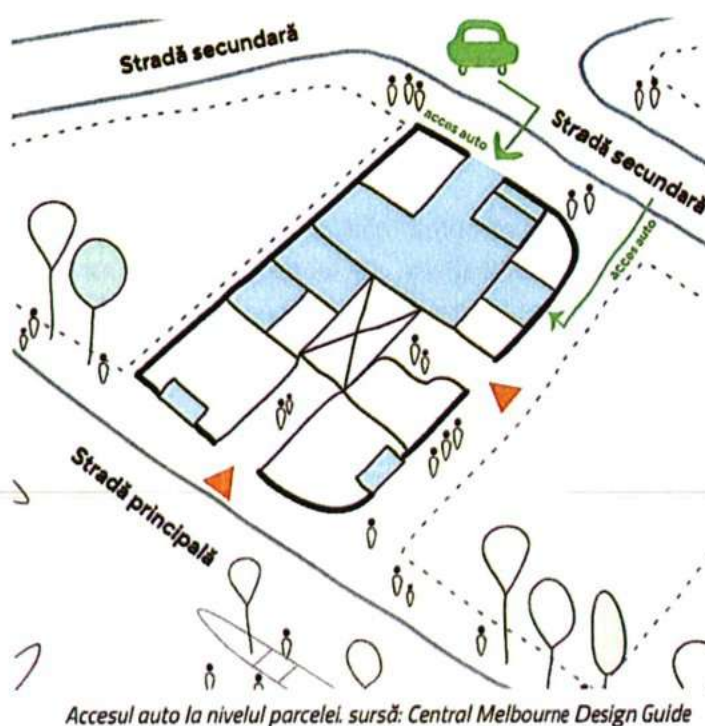 Stradă secundară
acces auto
Stradă secundară
acces auto
Stradă principală
Accesul auto la nivelul parcelei. sursă: Central Melbourne Design Guide